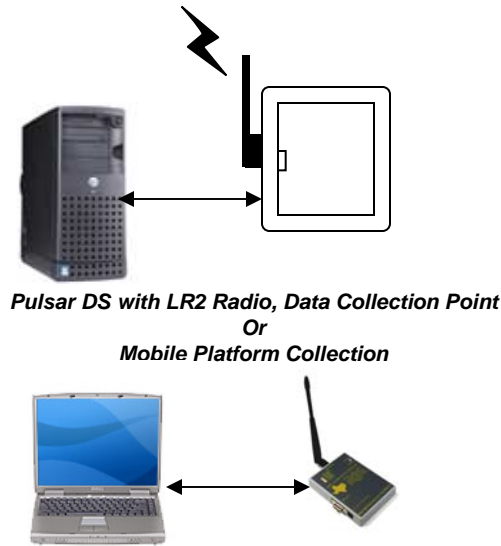 Pulsar DS with LR2 Radio, Data Collection Point
Or
Mobile Platform Collection